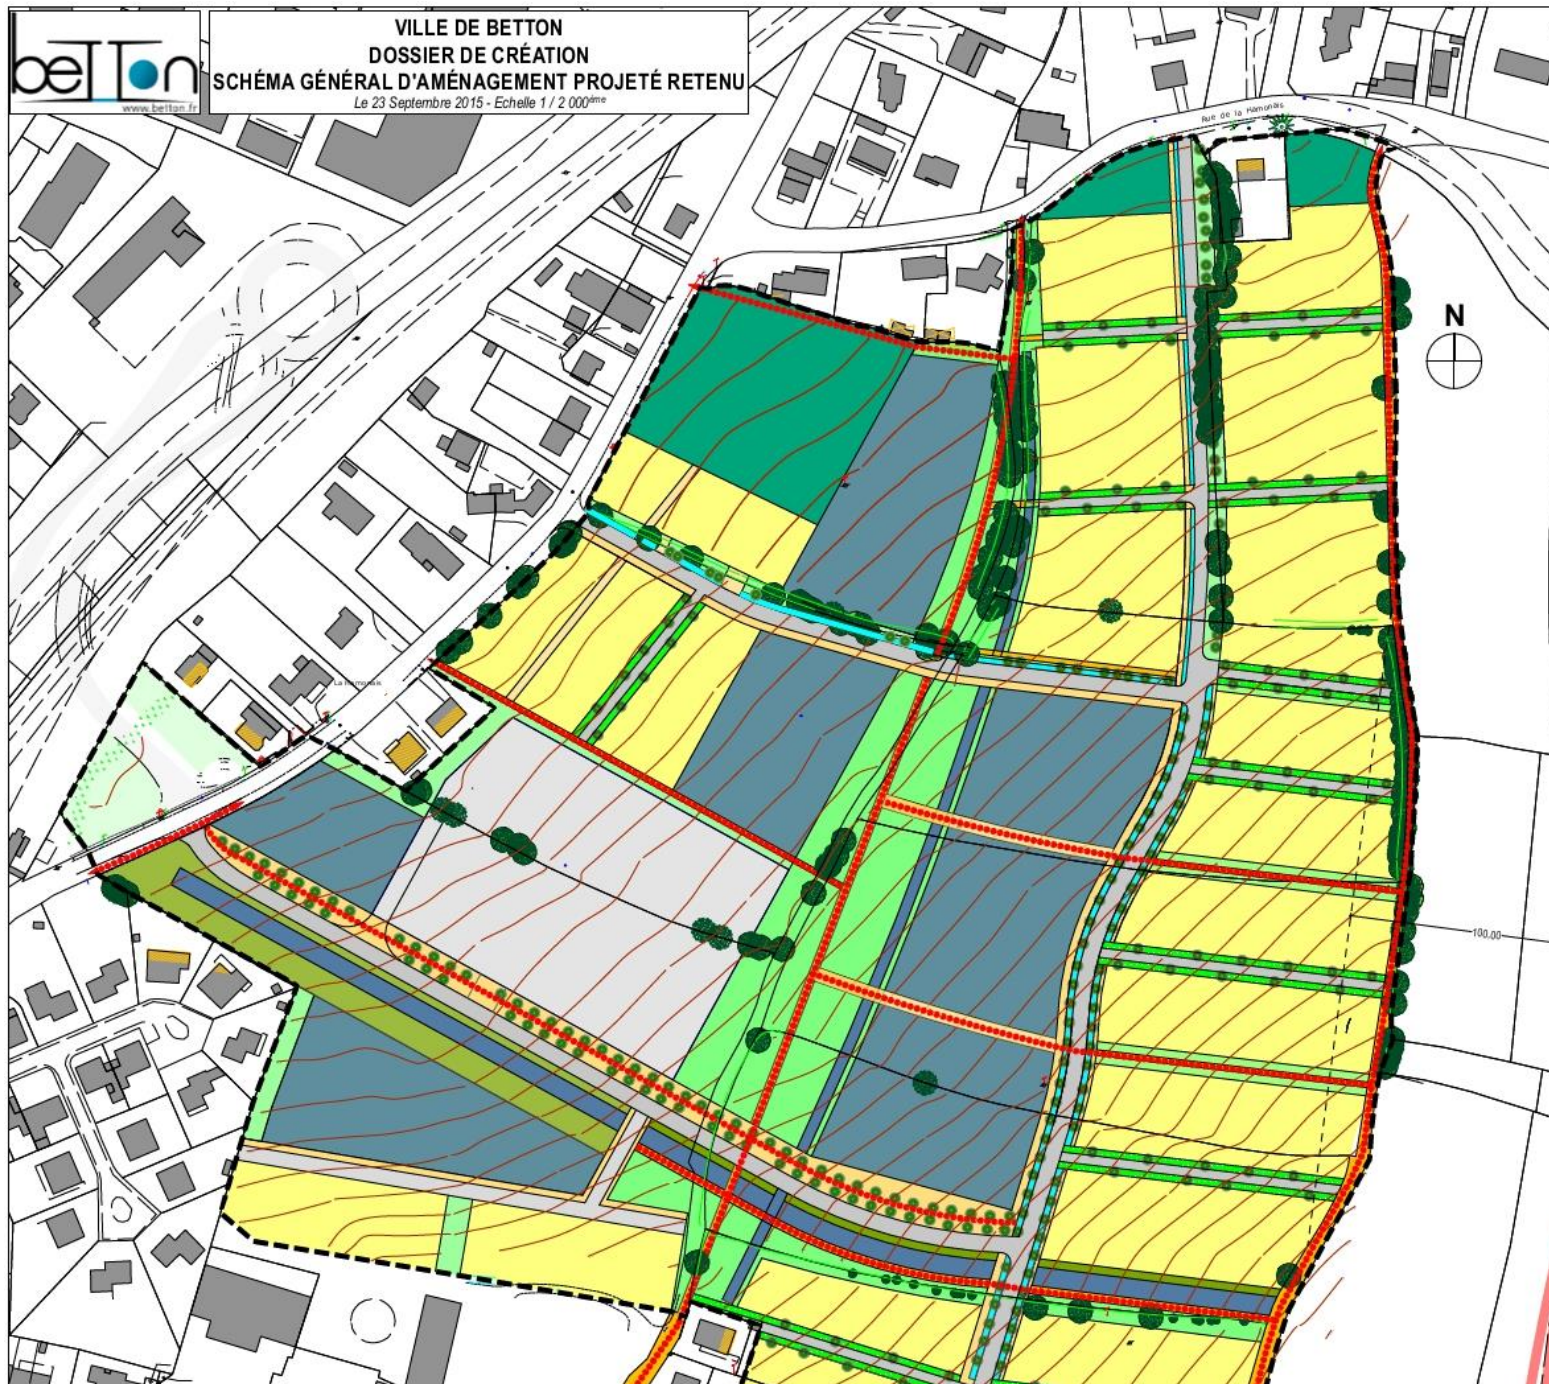 betton
www.betton.fr
VILLE DE BETTON
DOSSIER DE CRÉATION
SCHÉMA GÉNÉRAL D'AMÉNAGEMENT PROJETÉ RETENU
Le 23 Septembre 2015 - Echelle 1 / 2 000ème
Rue de la Hamonais
N
La Hamonais
100.00